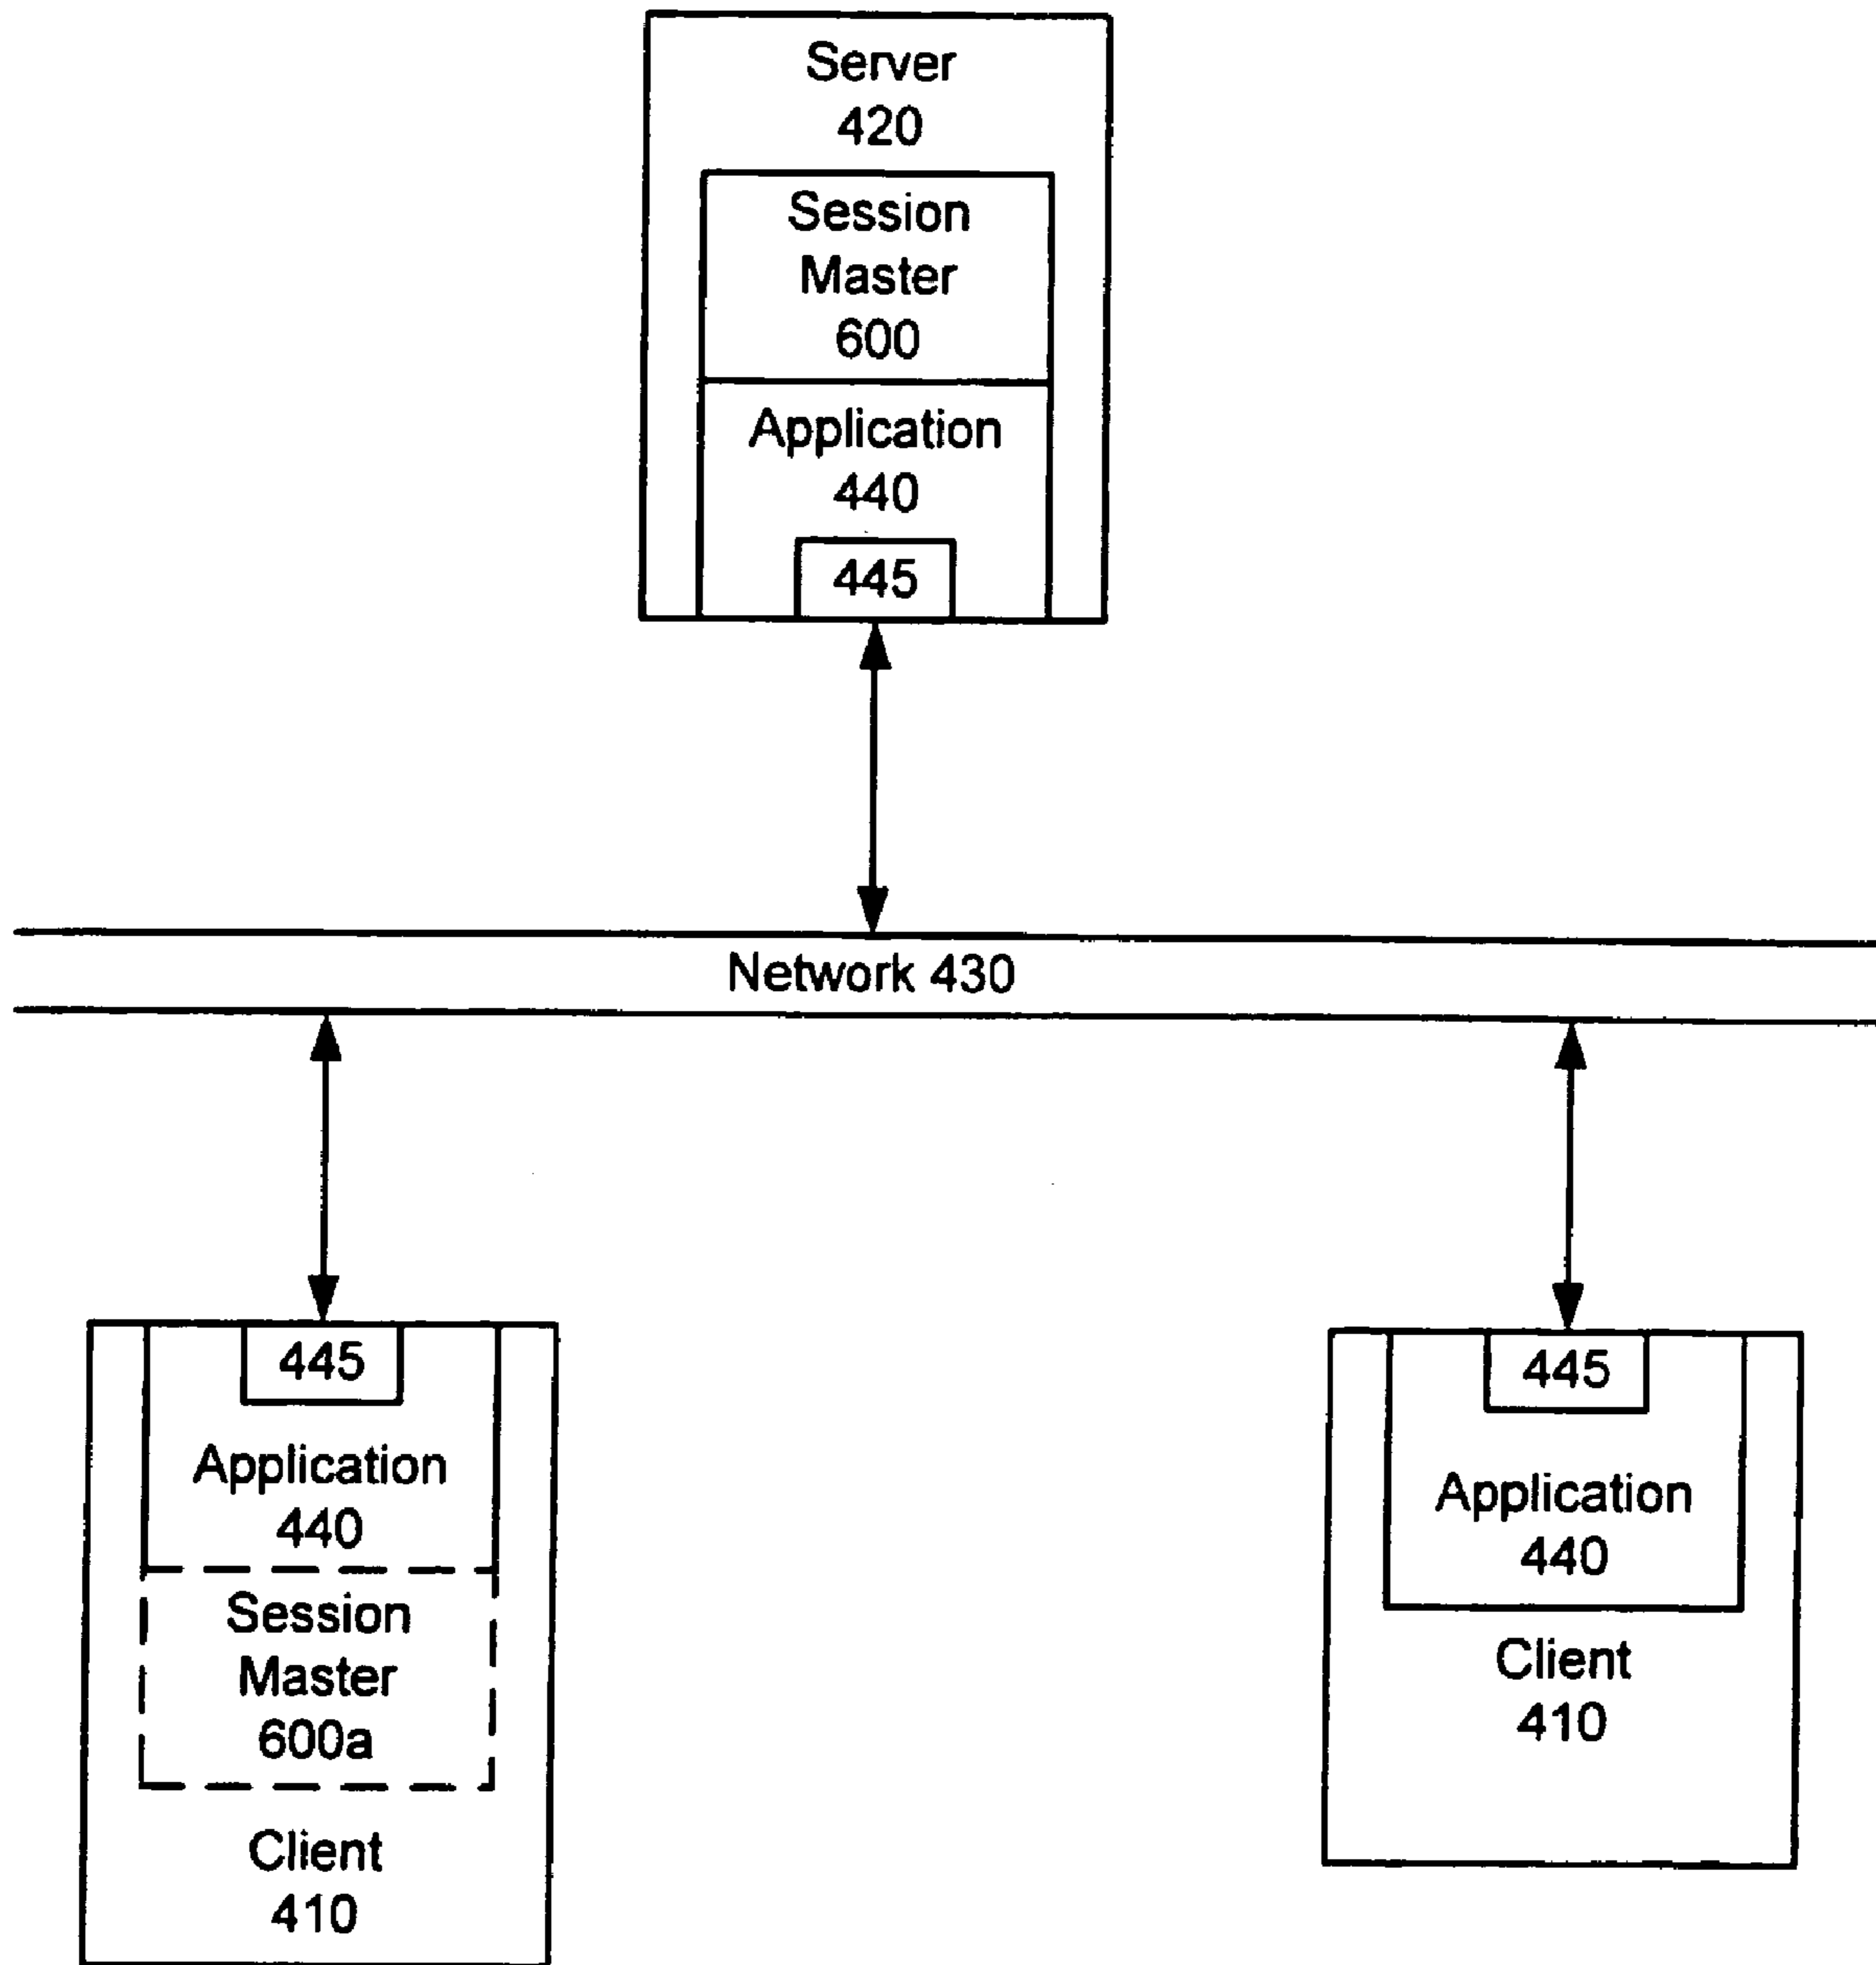 Server
420
Session
Master
600
Application
440
445
Network 430
445
Application
440
Session
Master
600a
Client
410
445
Application
440
Client
410